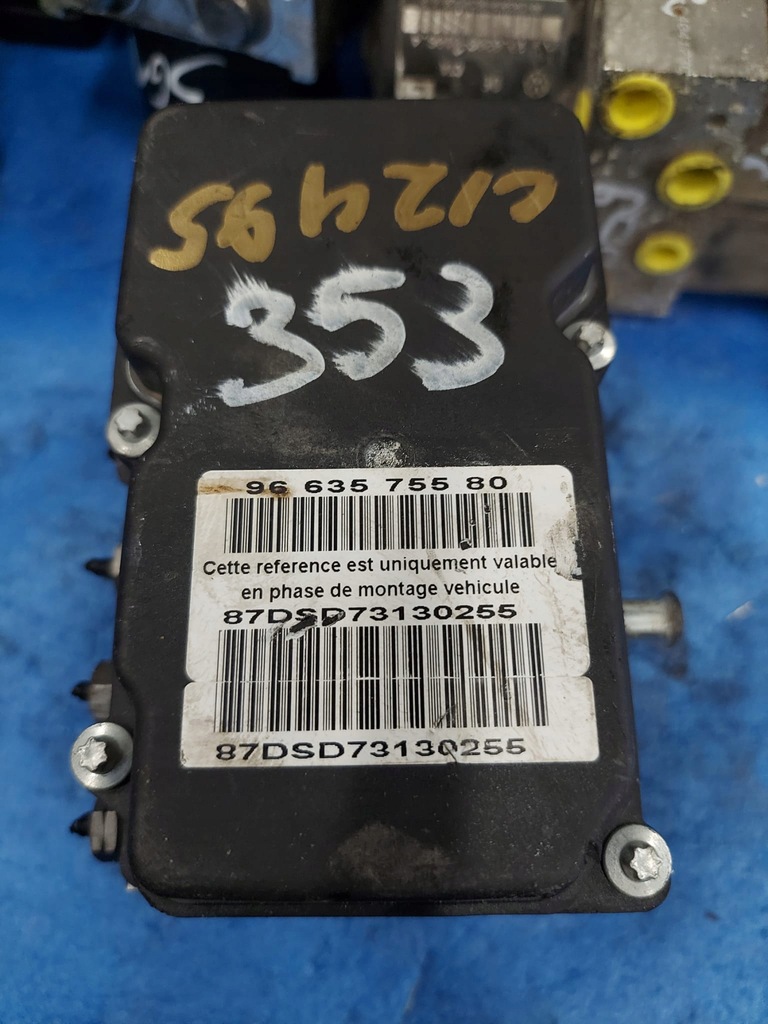 C12495
353
96 635 755 80
Cette reference est uniquement valable
en phase de montage vehicule
87DSD73130255
87DSD73130255